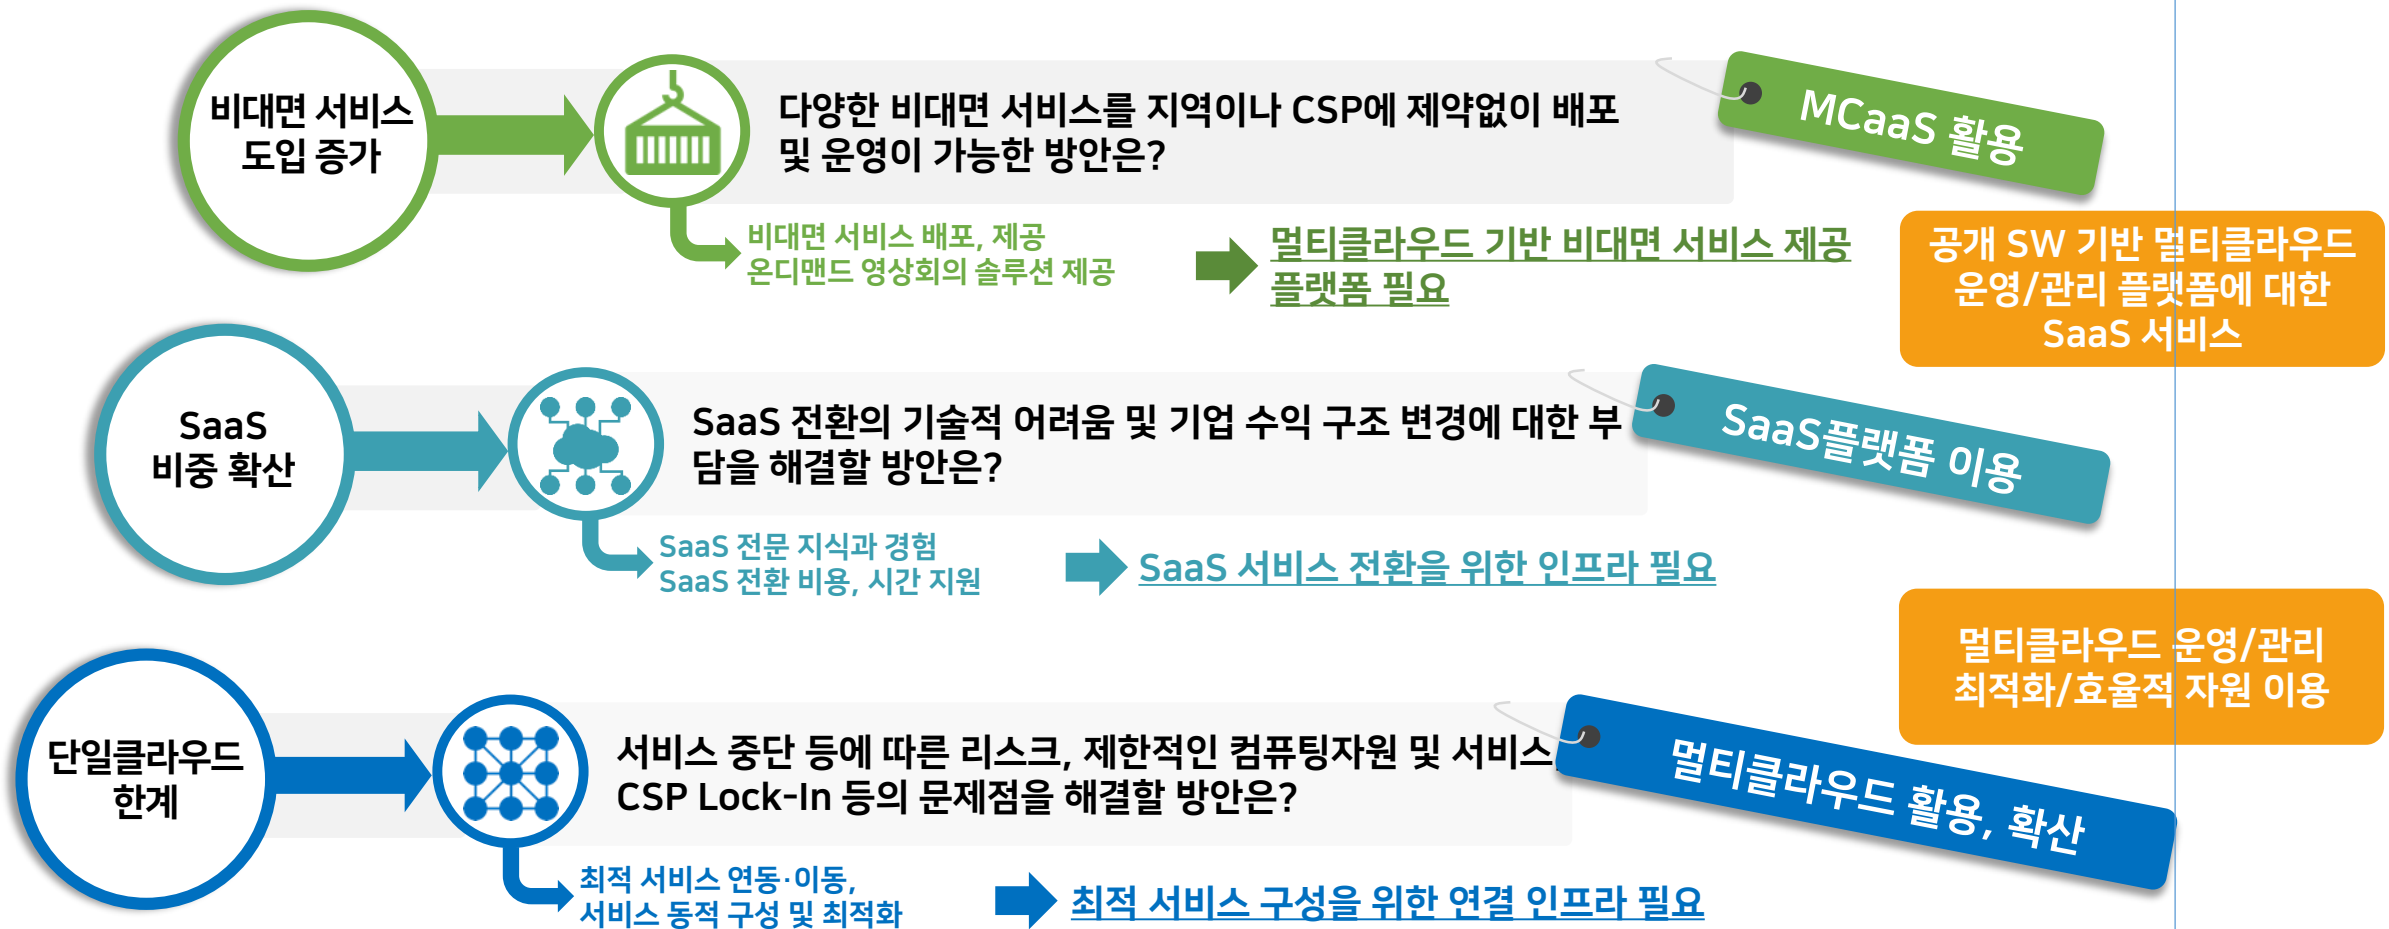 비대면 서비스
도입 증가
다양한 비대면 서비스를 지역이나 CSP에 제약없이 배포
및 운영이 가능한 방안은?
MCaaS 활용
비대면 서비스 배포, 제공
온디맨드 영상회의 솔루션 제공
멀티클라우드 기반 비대면 서비스 제공
플랫폼 필요
공개 SW 기반 멀티클라우드
운영/관리 플랫폼에 대한
SaaS 서비스
SaaS
비중 확산
SaaS 전환의 기술적 어려움 및 기업 수익 구조 변경에 대한 부
담을 해결할 방안은?
SaaS플랫폼 이용
SaaS 전문 지식과 경험
SaaS 전환 비용, 시간 지원
SaaS 서비스 전환을 위한 인프라 필요
멀티클라우드 운영/관리
최적화/효율적 자원 이용
단일클라우드
한계
서비스 중단 등에 따른 리스크, 제한적인 컴퓨팅자원 및 서비스,
CSP Lock-In 등의 문제점을 해결할 방안은?
멀티클라우드 활용, 확산
최적 서비스 연동·이동,
서비스 동적 구성 및 최적화
최적 서비스 구성을 위한 연결 인프라 필요